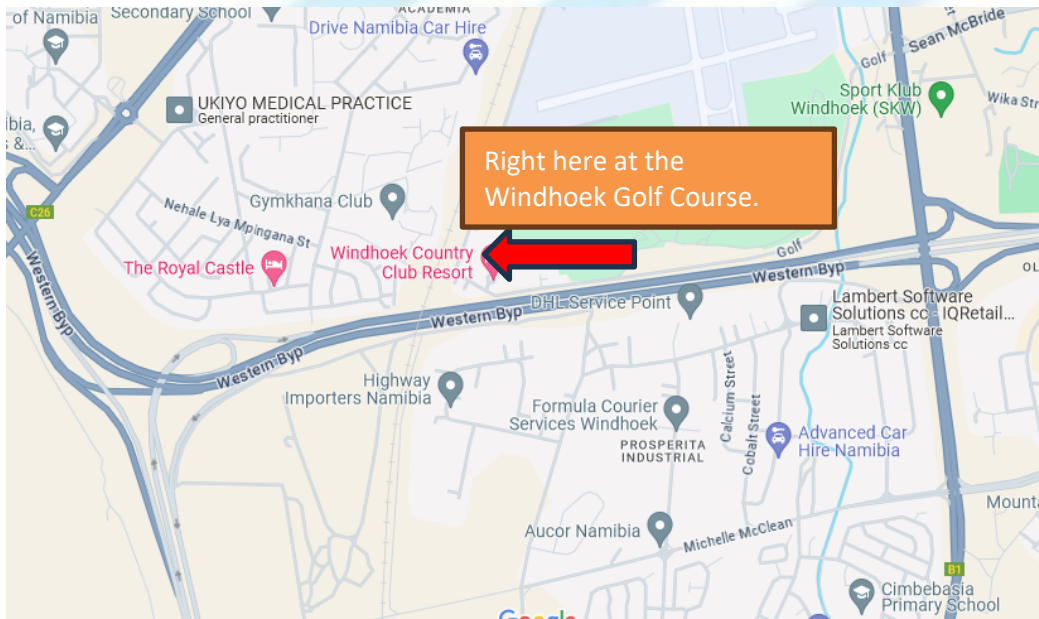 of Namibia
Secondary School
ACADEMIA
Drive Namibia Car Hire
Sean McBride
Golf
Sport Klub
Windhoek (SKW)
Wika Str
UKIYO MEDICAL PRACTICE
General practitioner
ibia,
&...
Right here at the
Windhoek Golf Course.
Gymkhana Club
C26
Nehale Lya Mpingana St
Windhoek Country
Club Resort
The Royal Castle
Golf
Western Byp
OL
Western Byp
DHL Service Point
Western Byp
Lambert Software
Solutions cc - IQRetail...
Lambert Software
Solutions cc
Western Byp
Highway
Importers Namibia
Calcium Street
Cobalt Street
Formula Courier
Services Windhoek
PROSPERITA
INDUSTRIAL
Advanced Car
Hire Namibia
Mounta
Aucor Namibia
Michelle McClean
B1
Cimbebasia
Primary School
Google